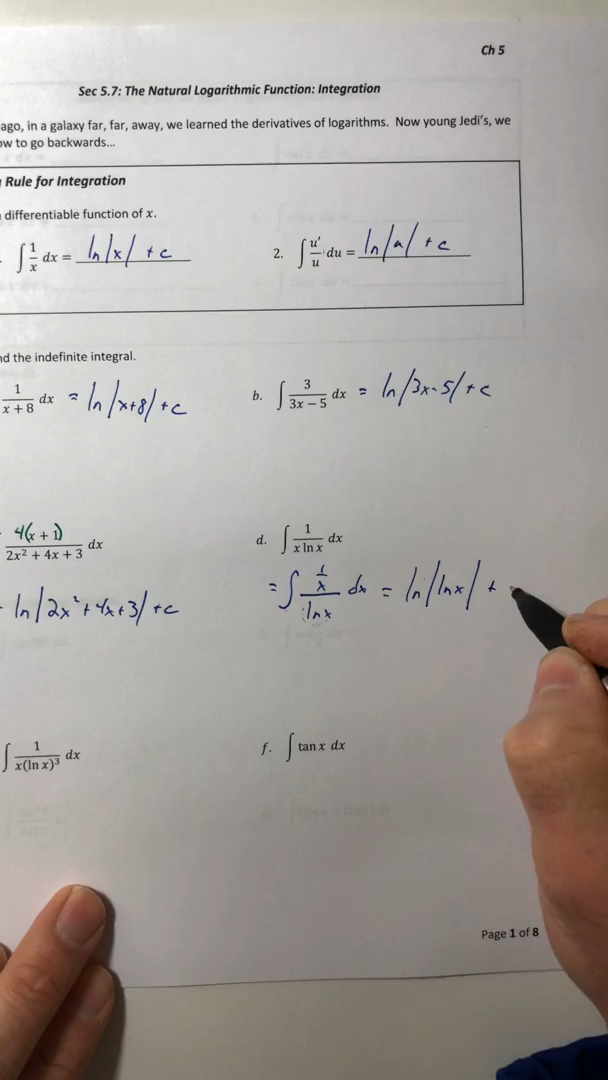 Ch 5
Sec 5.7: The Natural Logarithmic Function: Integration
ago, in a galaxy far, far, away, we learned the derivatives of logarithms. Now young Jedi's, we
ow to go backwards...
Rule for Integration
differentiable function of x.
. ∫ 1/x dx = ln|x| + c
2. ∫ u'/u du = ln|u| + c
nd the indefinite integral.
1/(x + 8) dx = ln|x+8| + c
b. ∫ 3/(3x − 5) dx = ln|3x-5| + c
4(x + 1)/(2x² + 4x + 3) dx
d. ∫ 1/(x ln x) dx
- ln|2x² + 4x + 3| + c
= ∫ (1/x)/(ln x) dx = ln|lnx| +
∫ 1/(x(ln x)³) dx
f. ∫ tan x dx
Page 1 of 8